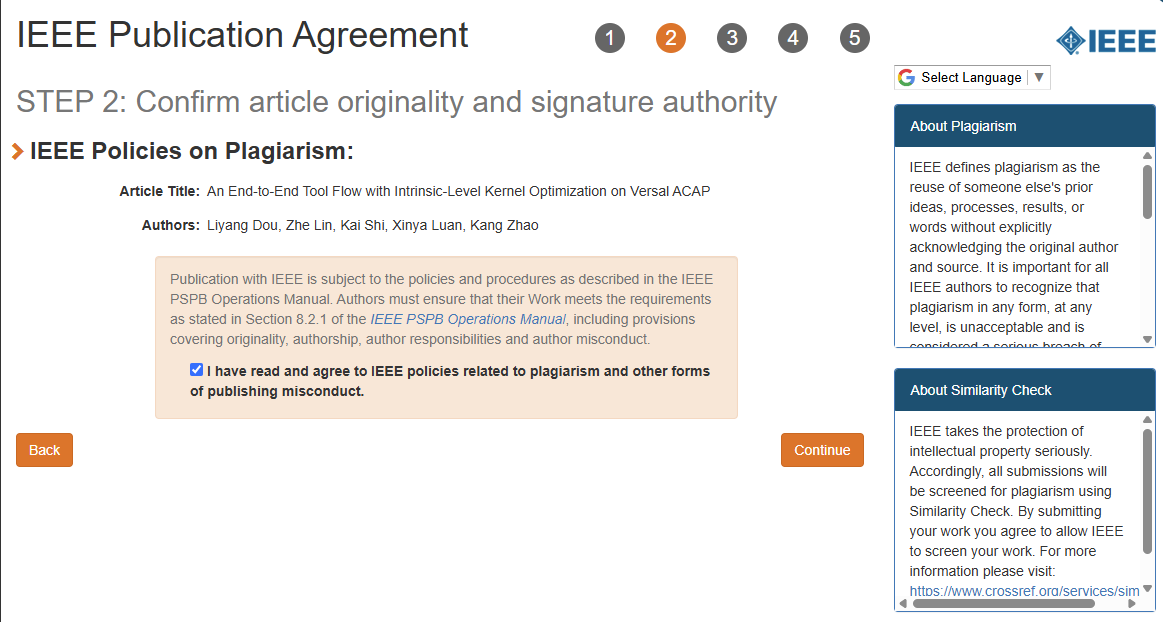 IEEE Publication Agreement
1 2 3 4 5
IEEE
Select Language ▼
STEP 2: Confirm article originality and signature authority
IEEE Policies on Plagiarism:
Article Title: An End-to-End Tool Flow with Intrinsic-Level Kernel Optimization on Versal ACAP
Authors: Liyang Dou, Zhe Lin, Kai Shi, Xinya Luan, Kang Zhao
Publication with IEEE is subject to the policies and procedures as described in the IEEE
PSPB Operations Manual. Authors must ensure that their Work meets the requirements
as stated in Section 8.2.1 of the IEEE PSPB Operations Manual, including provisions
covering originality, authorship, author responsibilities and author misconduct.
I have read and agree to IEEE policies related to plagiarism and other forms
of publishing misconduct.
Back
Continue
About Plagiarism
IEEE defines plagiarism as the
reuse of someone else's prior
ideas, processes, results, or
words without explicitly
acknowledging the original author
and source. It is important for all
IEEE authors to recognize that
plagiarism in any form, at any
level, is unacceptable and is
considered a serious breach of
About Similarity Check
IEEE takes the protection of
intellectual property seriously.
Accordingly, all submissions will
be screened for plagiarism using
Similarity Check. By submitting
your work you agree to allow IEEE
to screen your work. For more
information please visit:
https://www.crossref.org/services/sim